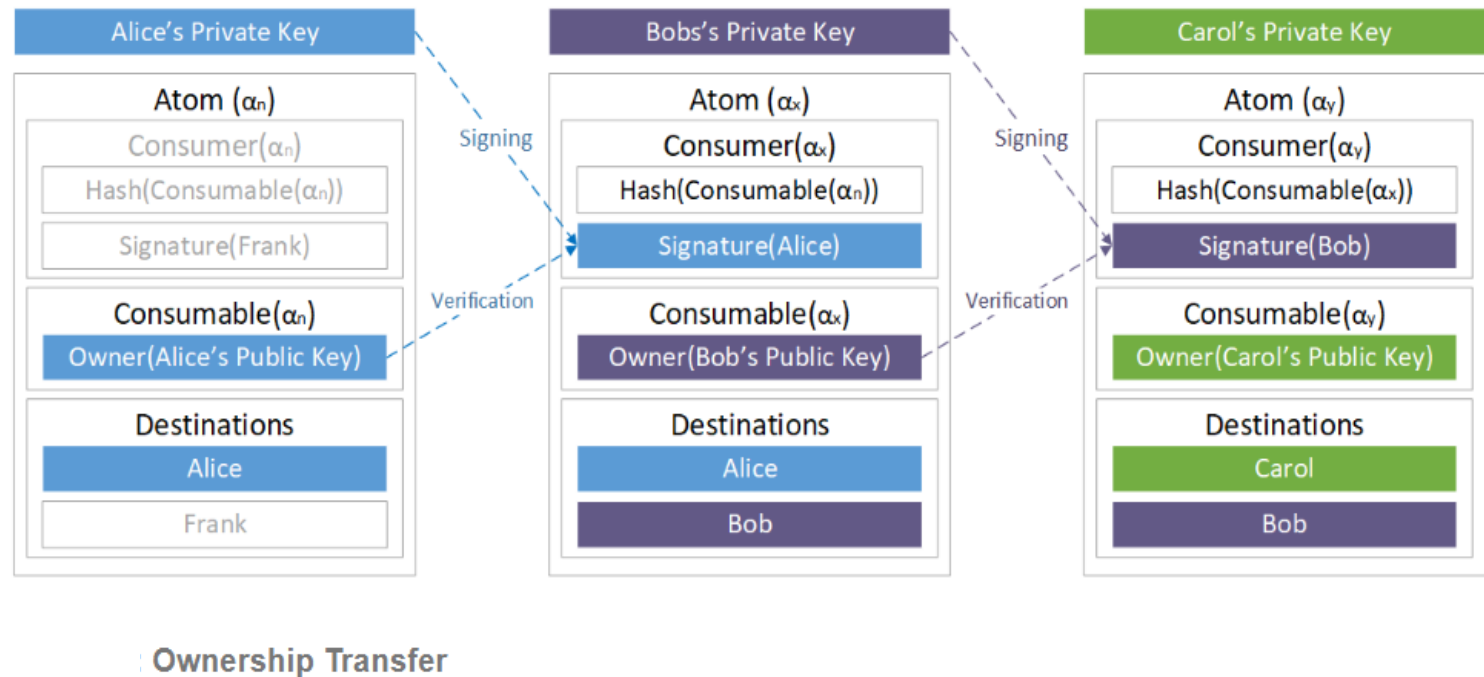 Alice's Private Key
Bobs's Private Key
Carol's Private Key
Atom (αn)
Consumer(αn)
Hash(Consumable(αn))
Signature(Frank)
Consumable(αn)
Owner(Alice's Public Key)
Destinations
Alice
Frank
Signing
Verification
Atom (αx)
Consumer(αx)
Hash(Consumable(αn))
Signature(Alice)
Consumable(αx)
Owner(Bob's Public Key)
Destinations
Alice
Bob
Signing
Verification
Atom (αy)
Consumer(αy)
Hash(Consumable(αx))
Signature(Bob)
Consumable(αy)
Owner(Carol's Public Key)
Destinations
Carol
Bob
: Ownership Transfer